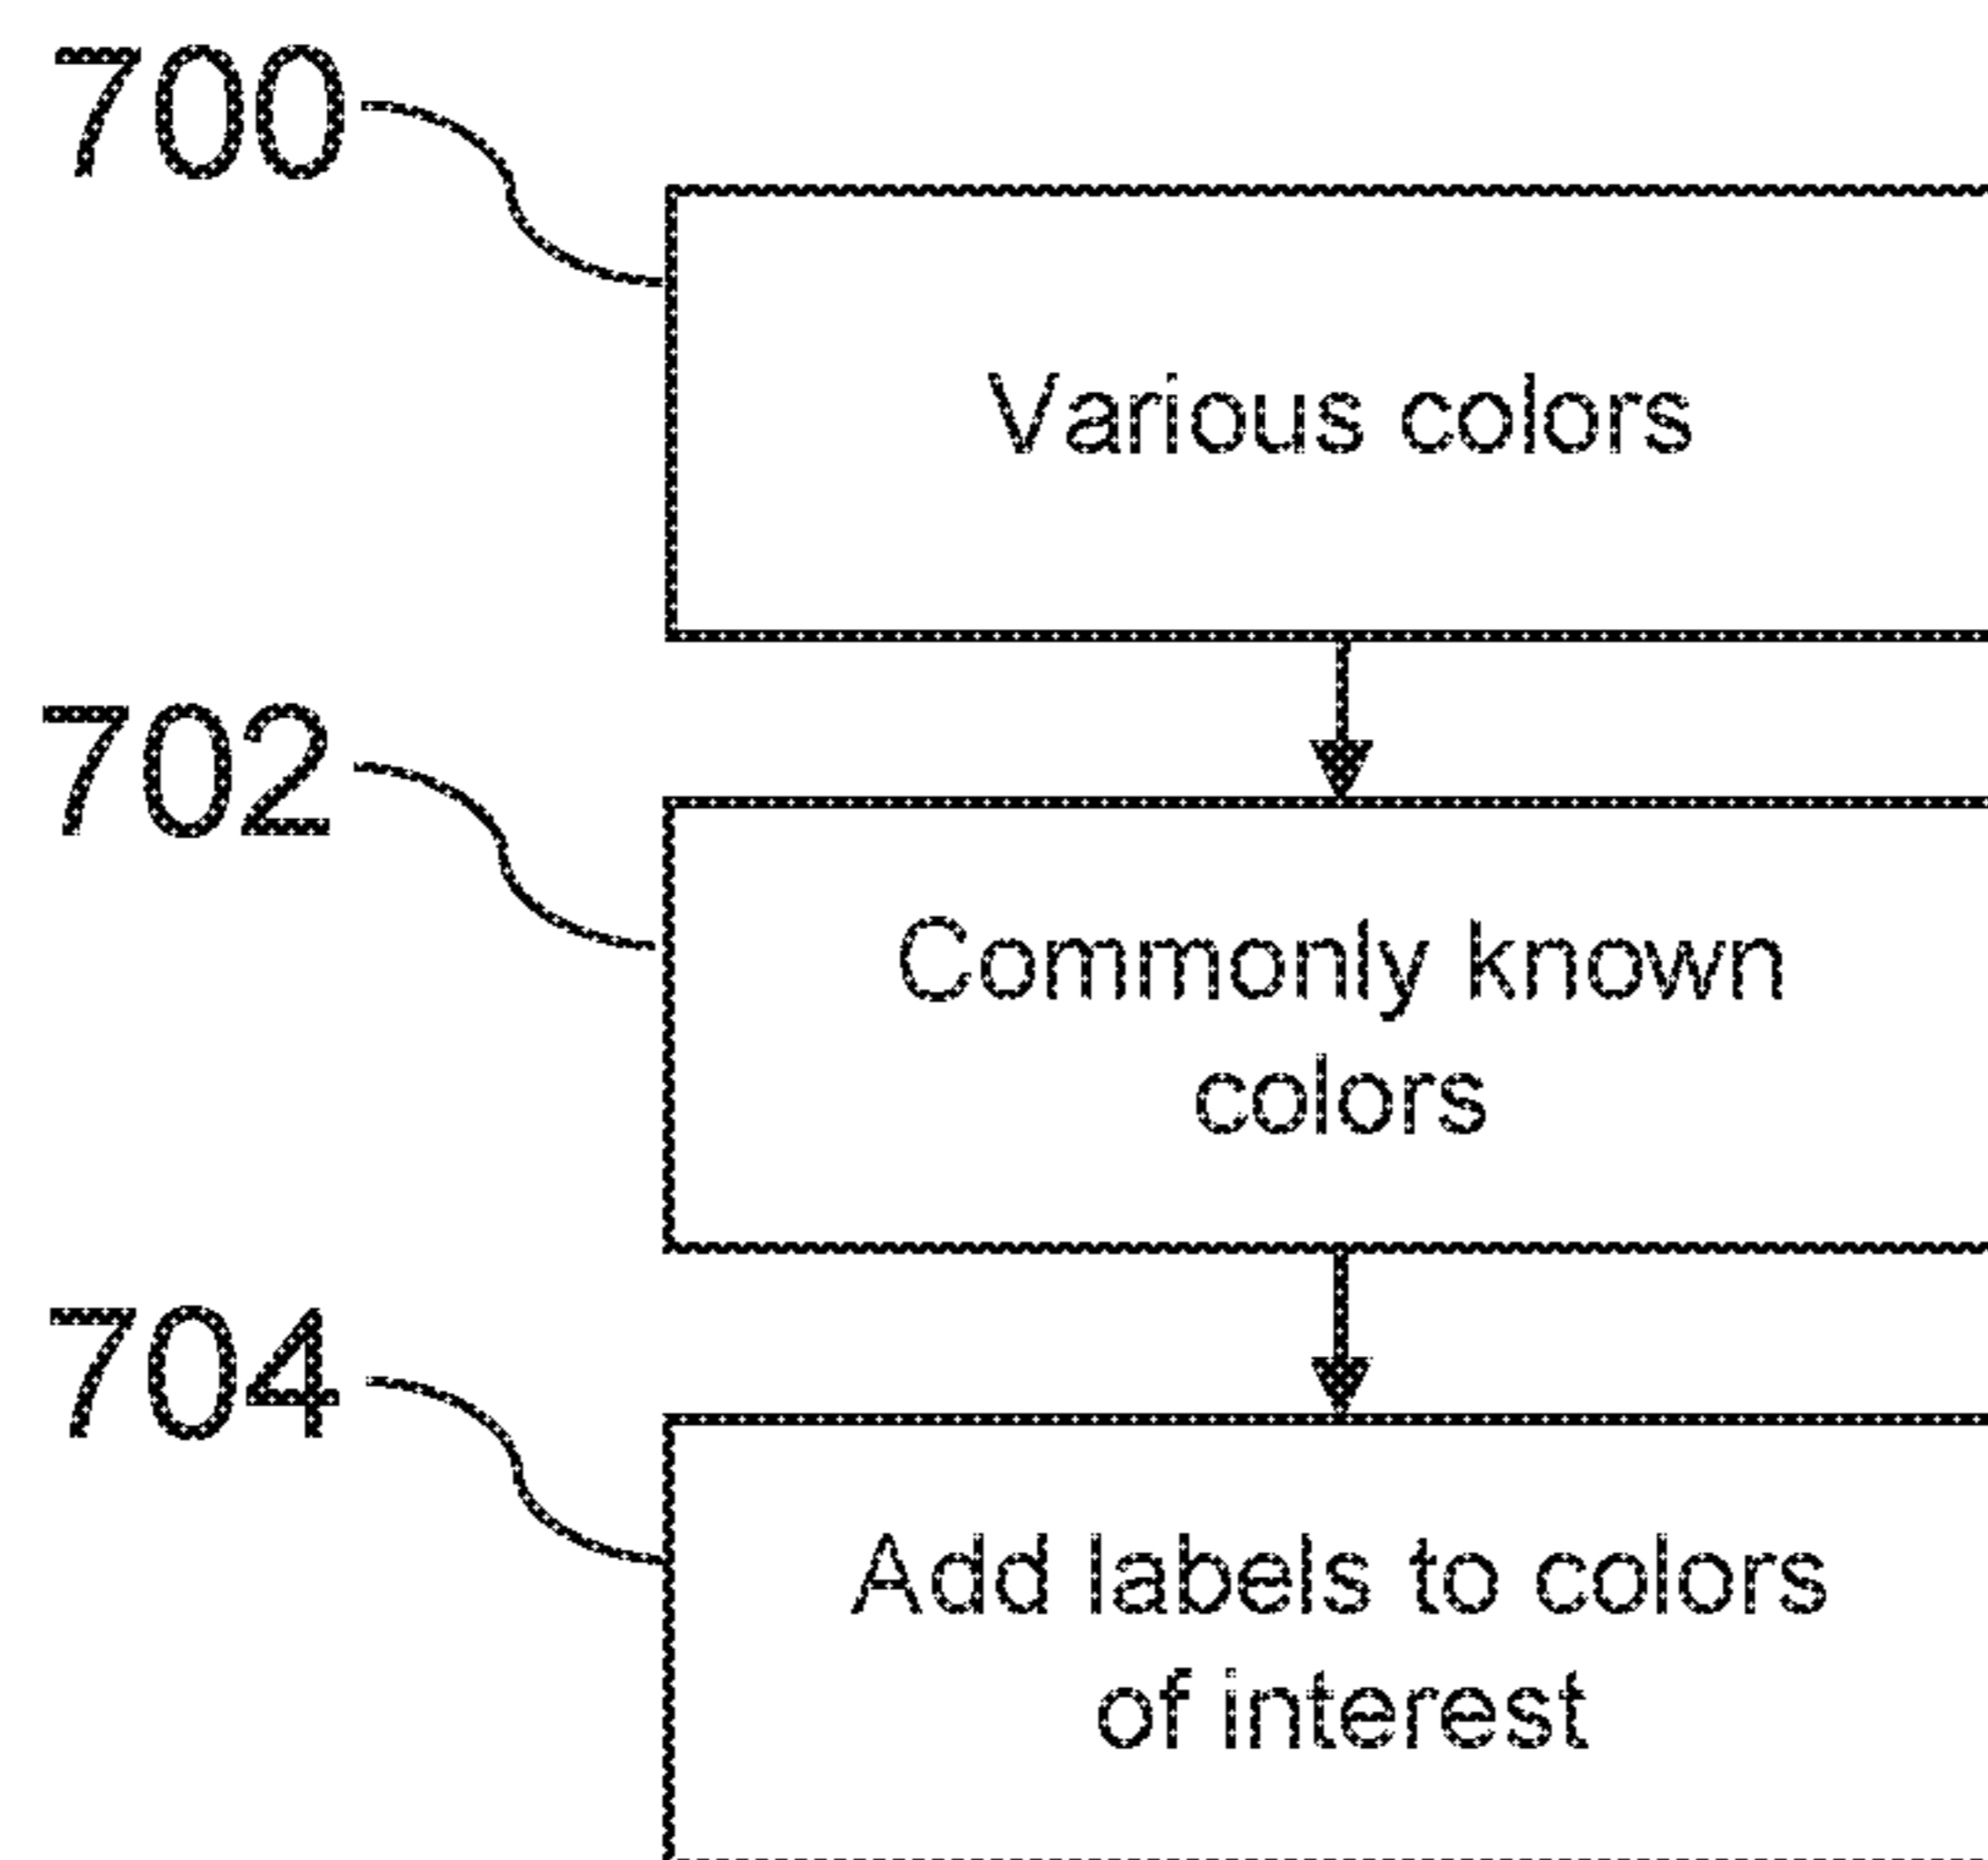 700
Various colors
702
Commonly known
colors
704
Add labels to colors
of interest